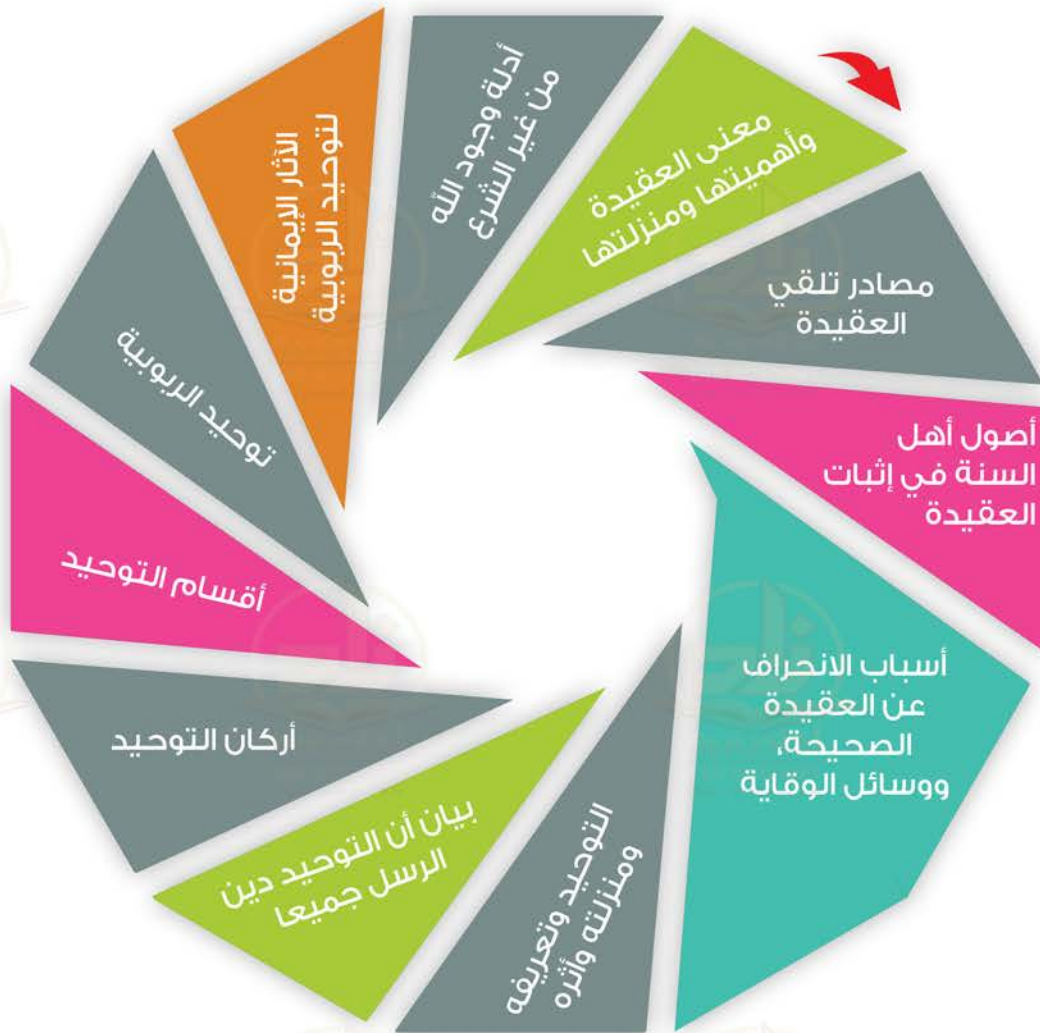 معنى العقيدة
وأهميتها ومنزلتها
مصادر تلقي
العقيدة
أصول أهل
السنة في إثبات
العقيدة
أسباب الانحراف
عن العقيدة
الصحيحة،
ووسائل الوقاية
التوحيد وتعريفه
ومنزلته وأثره
بيان أن التوحيد دين
الرسل جميعا
أركان التوحيد
أقسام التوحيد
توحيد الربوبية
الآثار الإيمانية
لتوحيد الربوبية
أدلة وجود الله
من غير الشرع